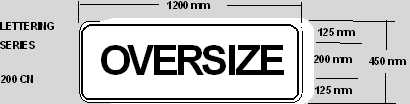 1200 mm
LETTERING
SERIES
200 CN
OVERSIZE
125 mm
200 mm
450 mm
125 mm